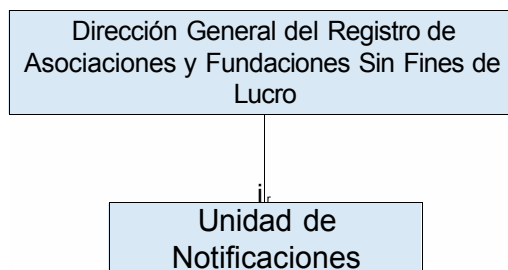 Dirección General del Registro de
Asociaciones y Fundaciones Sin Fines de
Lucro
Unidad de
Notificaciones